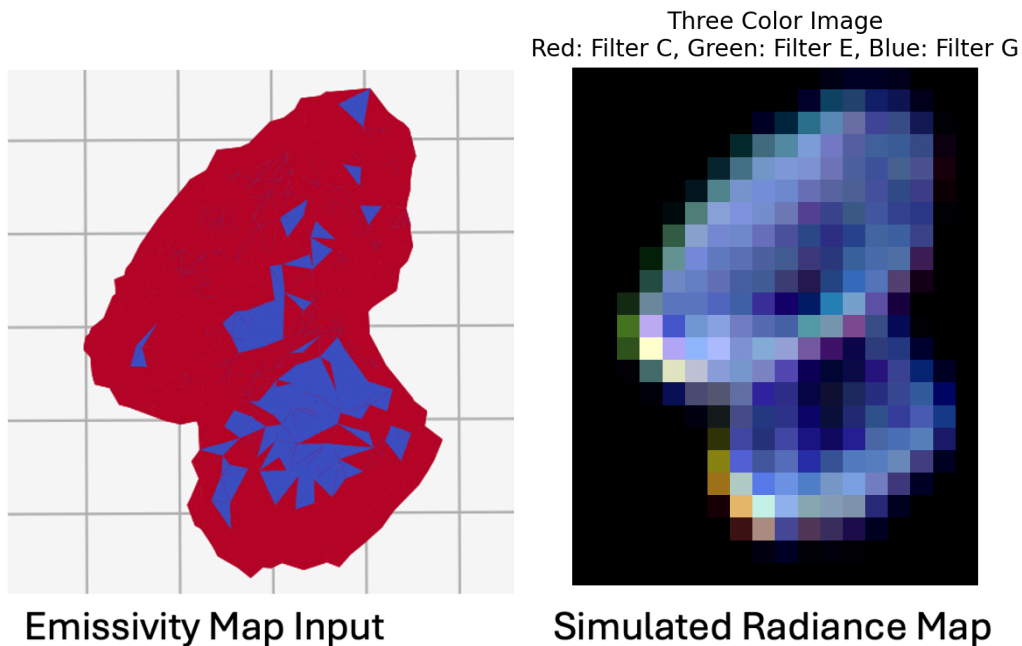 Three Color Image
Red: Filter C, Green: Filter E, Blue: Filter G
Emissivity Map Input
Simulated Radiance Map